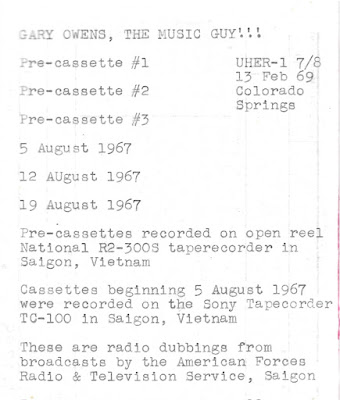 GARY OWENS, THE MUSIC GUY!!!
Pre-cassette #1 UHER-1 7/8
13 Feb 69
Pre-cassette #2 Colorado
Springs
Pre-cassette #3
5 August 1967
12 AUgust 1967
19 August 1967
Pre-cassettes recorded on open reel
National R2-300S taperecorder in
Saigon, Vietnam
Cassettes beginning 5 August 1967
were recorded on the Sony Tapecorder
TC-100 in Saigon, Vietnam
These are radio dubbings from
broadcasts by the American Forces
Radio & Television Service, Saigon